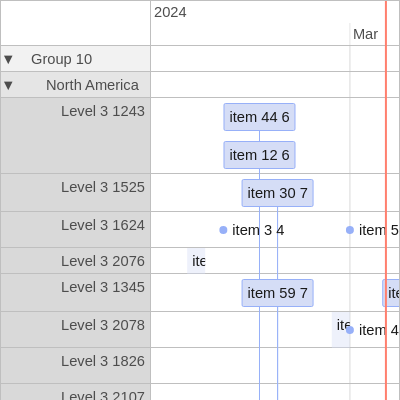 2024
Mar
▼ Group 10
▼ North America
Level 3 1243 item 44 6
item 12 6
Level 3 1525 item 30 7
Level 3 1624 item 3 4 item 5
Level 3 2076 ite
Level 3 1345 item 59 7 ite
Level 3 2078 ite item 4
Level 3 1826
Level 3 2107